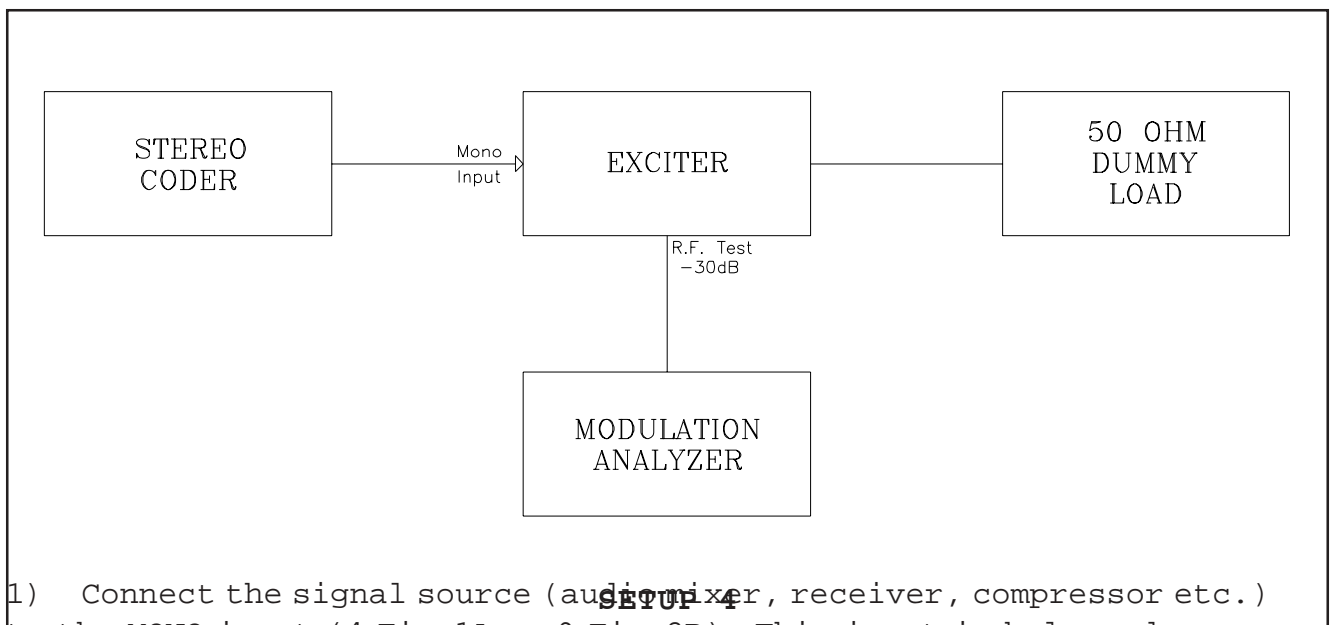 STEREO
CODER
Mono
Input
EXCITER
50 OHM
DUMMY
LOAD
R.F. Test
-30dB
MODULATION
ANALYZER
SETUP 4
1) Connect the signal source (audio mixer, receiver, compressor etc.)